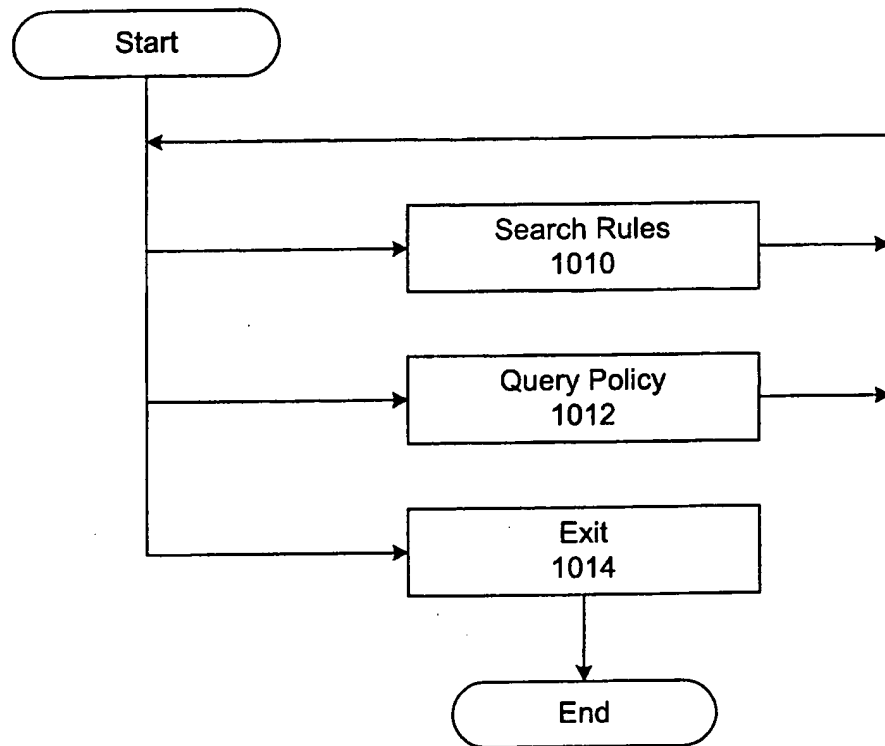 Start
Search Rules
1010
Query Policy
1012
Exit
1014
End